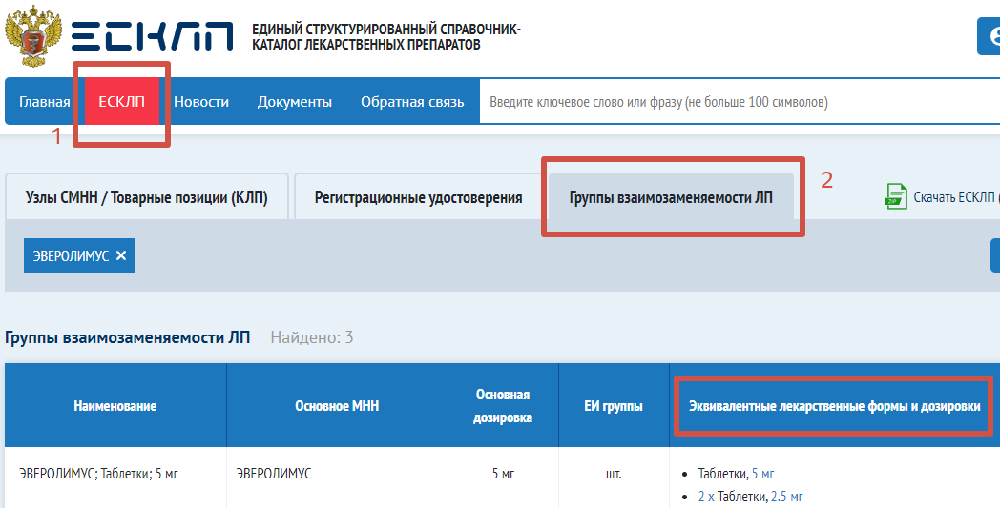 ЕСКЛП
ЕДИНЫЙ СТРУКТУРИРОВАННЫЙ СПРАВОЧНИК-
КАТАЛОГ ЛЕКАРСТВЕННЫХ ПРЕПАРАТОВ
Главная ЕСКЛП Новости Документы Обратная связь Введите ключевое слово или фразу (не больше 100 символов)
1
2
Узлы СМНН / Товарные позиции (КЛП) Регистрационные удостоверения Группы взаимозаменяемости ЛП ZIP Скачать ЕСКЛП (
ЭВЕРОЛИМУС ×
Группы взаимозаменяемости ЛП | Найдено: 3
Наименование Основное МНН Основная дозировка ЕИ группы Эквивалентные лекарственные формы и дозировки
ЭВЕРОЛИМУС; Таблетки; 5 мг ЭВЕРОЛИМУС 5 мг шт. • Таблетки, 5 мг
• 2 x Таблетки, 2.5 мг